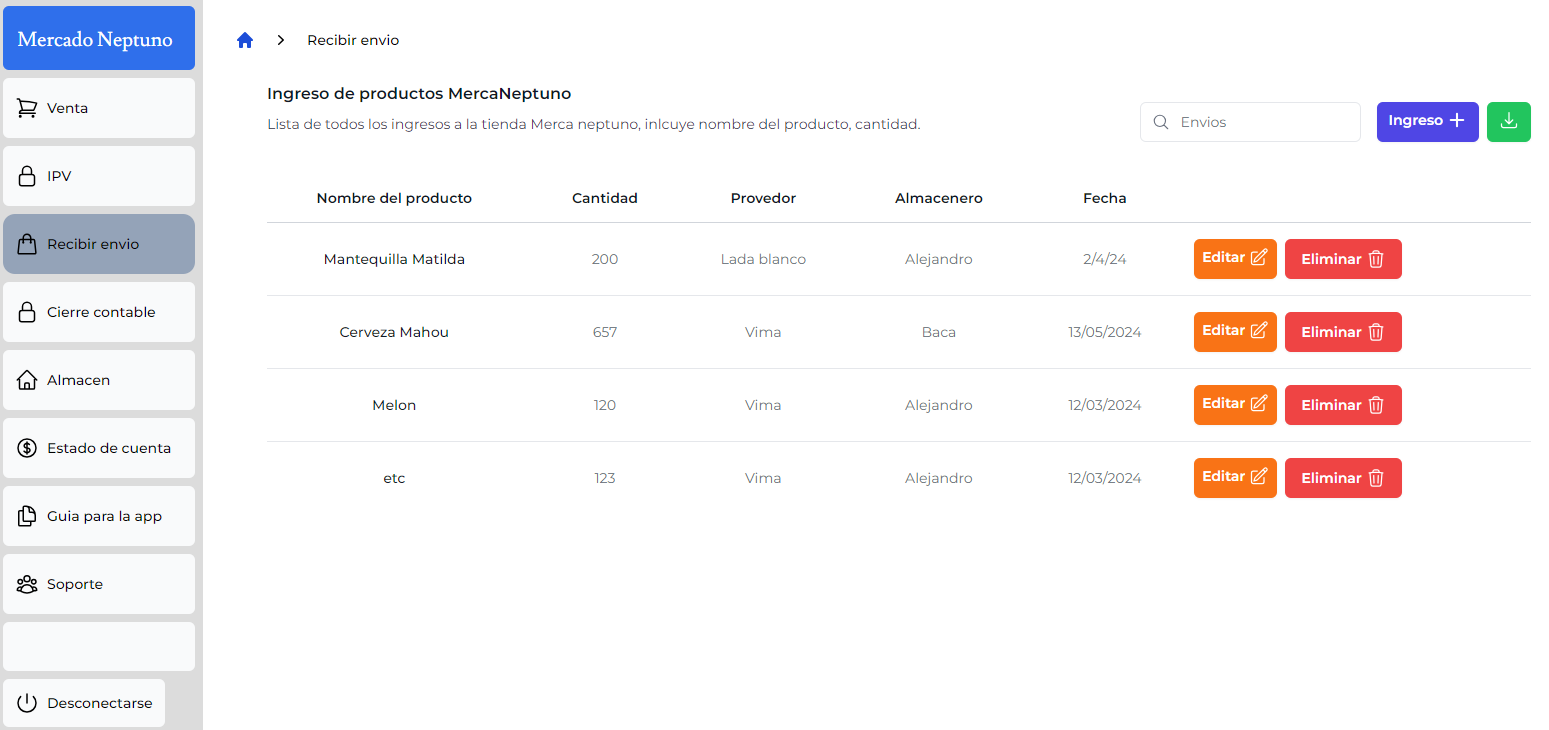 Mercado Neptuno
Venta
IPV
Recibir envio
Cierre contable
Almacen
Estado de cuenta
Guia para la app
Soporte
Desconectarse
Recibir envio
Ingreso de productos MercaNeptuno
Lista de todos los ingresos a la tienda Merca neptuno, inlcuye nombre del producto, cantidad.
Envios
Ingreso
Nombre del producto Cantidad Provedor Almacenero Fecha
Mantequilla Matilda 200 Lada blanco Alejandro 2/4/24 Editar Eliminar
Cerveza Mahou 657 Vima Baca 13/05/2024 Editar Eliminar
Melon 120 Vima Alejandro 12/03/2024 Editar Eliminar
etc 123 Vima Alejandro 12/03/2024 Editar Eliminar